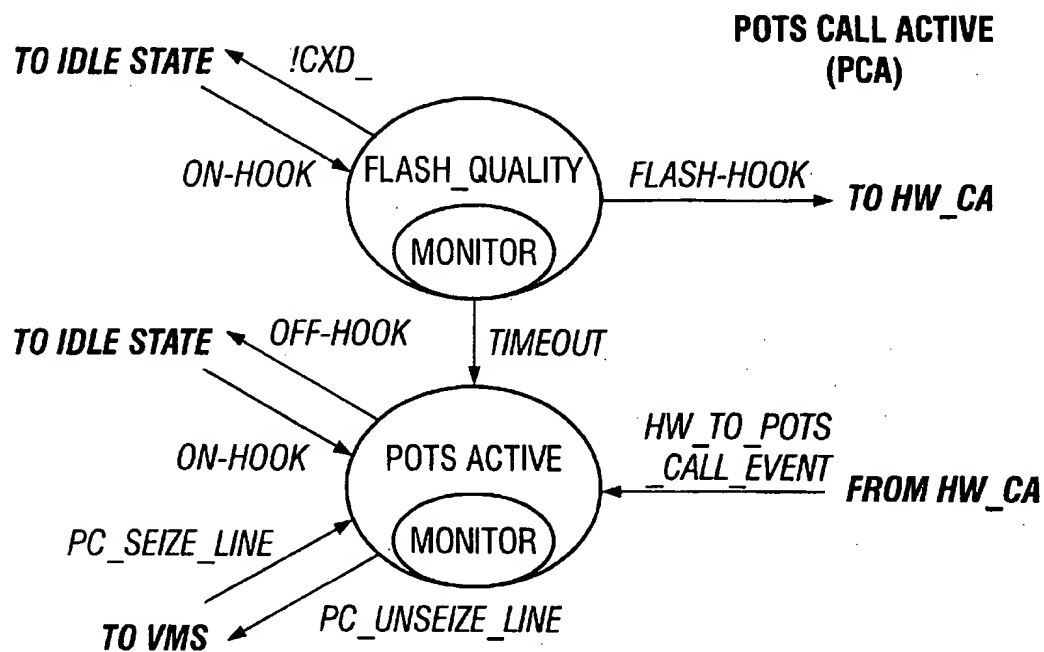 POTS CALL ACTIVE
(PCA)
TO IDLE STATE
!CXD_
ON-HOOK
FLASH_QUALITY
MONITOR
FLASH-HOOK
TO HW_CA
TO IDLE STATE
OFF-HOOK
TIMEOUT
ON-HOOK
POTS ACTIVE
MONITOR
HW_TO_POTS
_CALL_EVENT
FROM HW_CA
PC_SEIZE_LINE
PC_UNSEIZE_LINE
TO VMS